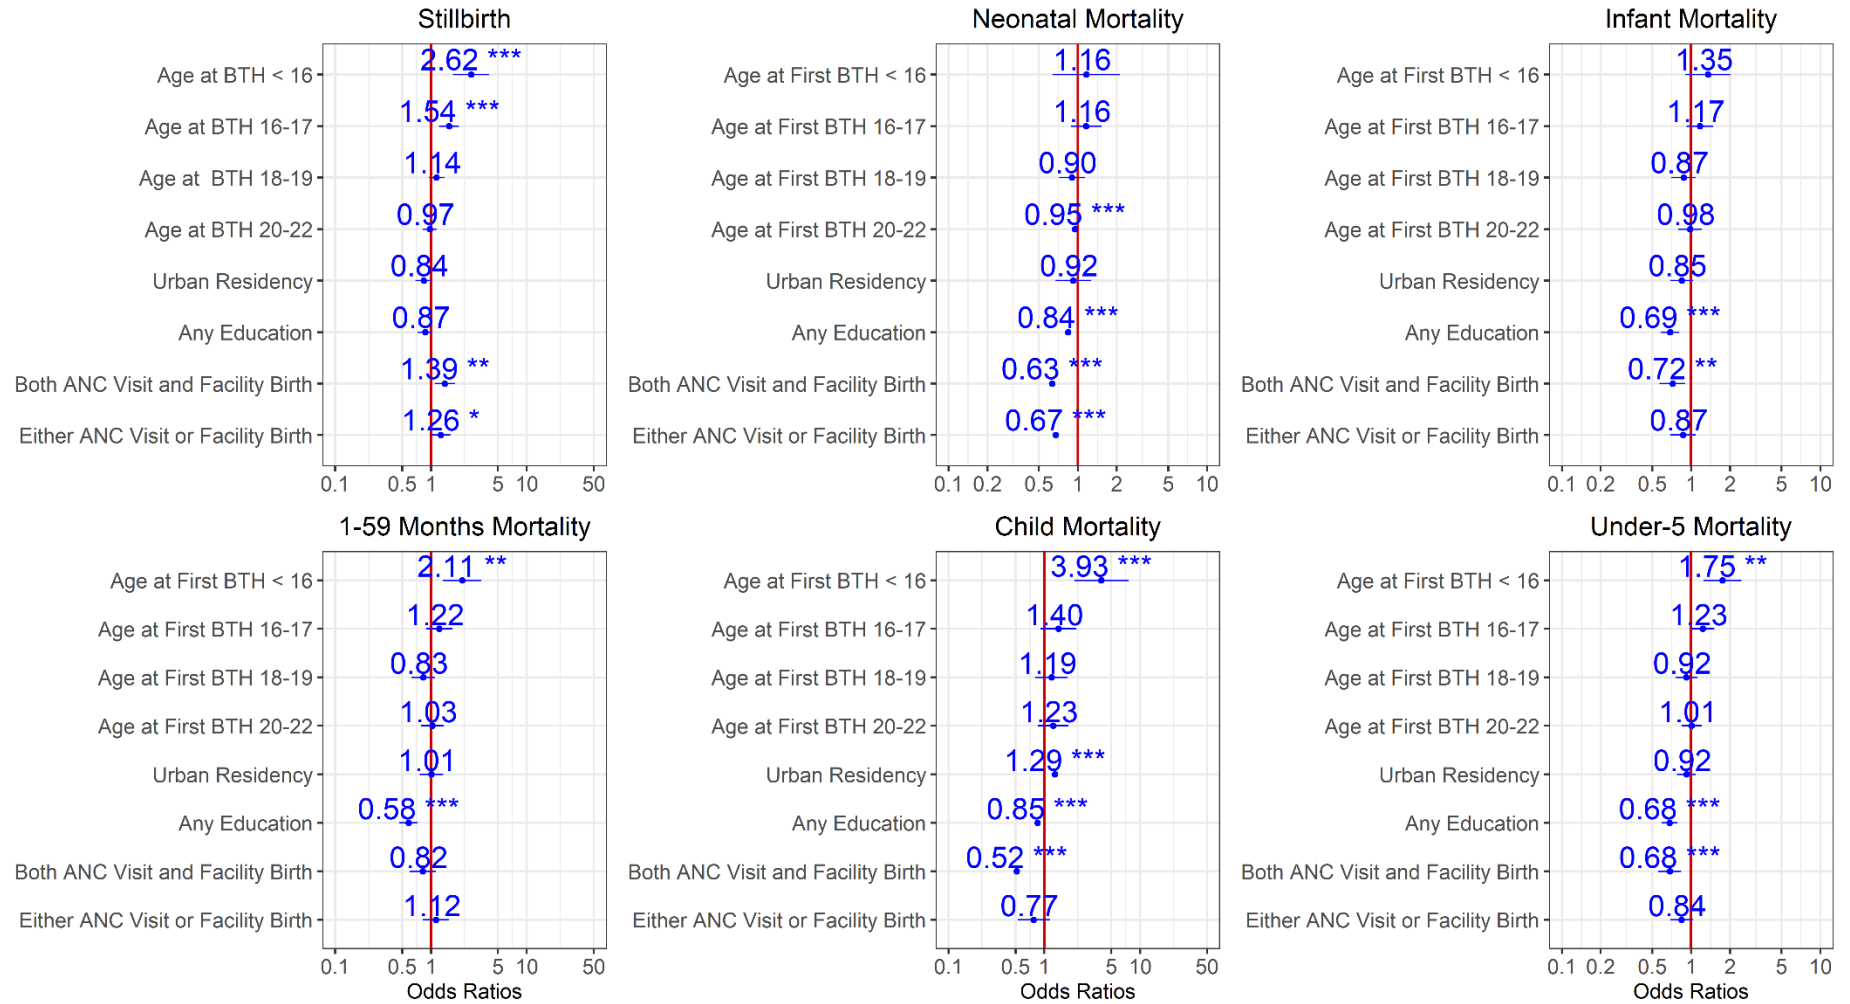 Stillbirth
Age at BTH < 16
2.62 ***
Age at BTH 16-17
1.54 ***
Age at  BTH 18-19
1.14
Age at BTH 20-22
0.97
Urban Residency
0.84
Any Education
0.87
Both ANC Visit and Facility Birth
1.39 **
Either ANC Visit or Facility Birth
1.26 *
0.1 0.5 1 5 10 50
Neonatal Mortality
Age at First BTH < 16
1.16
Age at First BTH 16-17
1.16
Age at First BTH 18-19
0.90
Age at First BTH 20-22
0.95 ***
Urban Residency
0.92
Any Education
0.84 ***
Both ANC Visit and Facility Birth
0.63 ***
Either ANC Visit or Facility Birth
0.67 ***
0.1 0.2 0.5 1 2 5 10
Infant Mortality
Age at First BTH < 16
1.35
Age at First BTH 16-17
1.17
Age at First BTH 18-19
0.87
Age at First BTH 20-22
0.98
Urban Residency
0.85
Any Education
0.69 ***
Both ANC Visit and Facility Birth
0.72 **
Either ANC Visit or Facility Birth
0.87
0.1 0.2 0.5 1 2 5 10
1-59 Months Mortality
Age at First BTH < 16
2.11 **
Age at First BTH 16-17
1.22
Age at First BTH 18-19
0.83
Age at First BTH 20-22
1.03
Urban Residency
1.01
Any Education
0.58 ***
Both ANC Visit and Facility Birth
0.82
Either ANC Visit or Facility Birth
1.12
0.1 0.5 1 5 10 50
Odds Ratios
Child Mortality
Age at First BTH < 16
3.93 ***
Age at First BTH 16-17
1.40
Age at First BTH 18-19
1.19
Age at First BTH 20-22
1.23
Urban Residency
1.29 ***
Any Education
0.85 ***
Both ANC Visit and Facility Birth
0.52 ***
Either ANC Visit or Facility Birth
0.77
0.1 0.5 1 5 10 50
Odds Ratios
Under-5 Mortality
Age at First BTH < 16
1.75 **
Age at First BTH 16-17
1.23
Age at First BTH 18-19
0.92
Age at First BTH 20-22
1.01
Urban Residency
0.92
Any Education
0.68 ***
Both ANC Visit and Facility Birth
0.68 ***
Either ANC Visit or Facility Birth
0.84
0.1 0.2 0.5 1 2 5 10
Odds Ratios